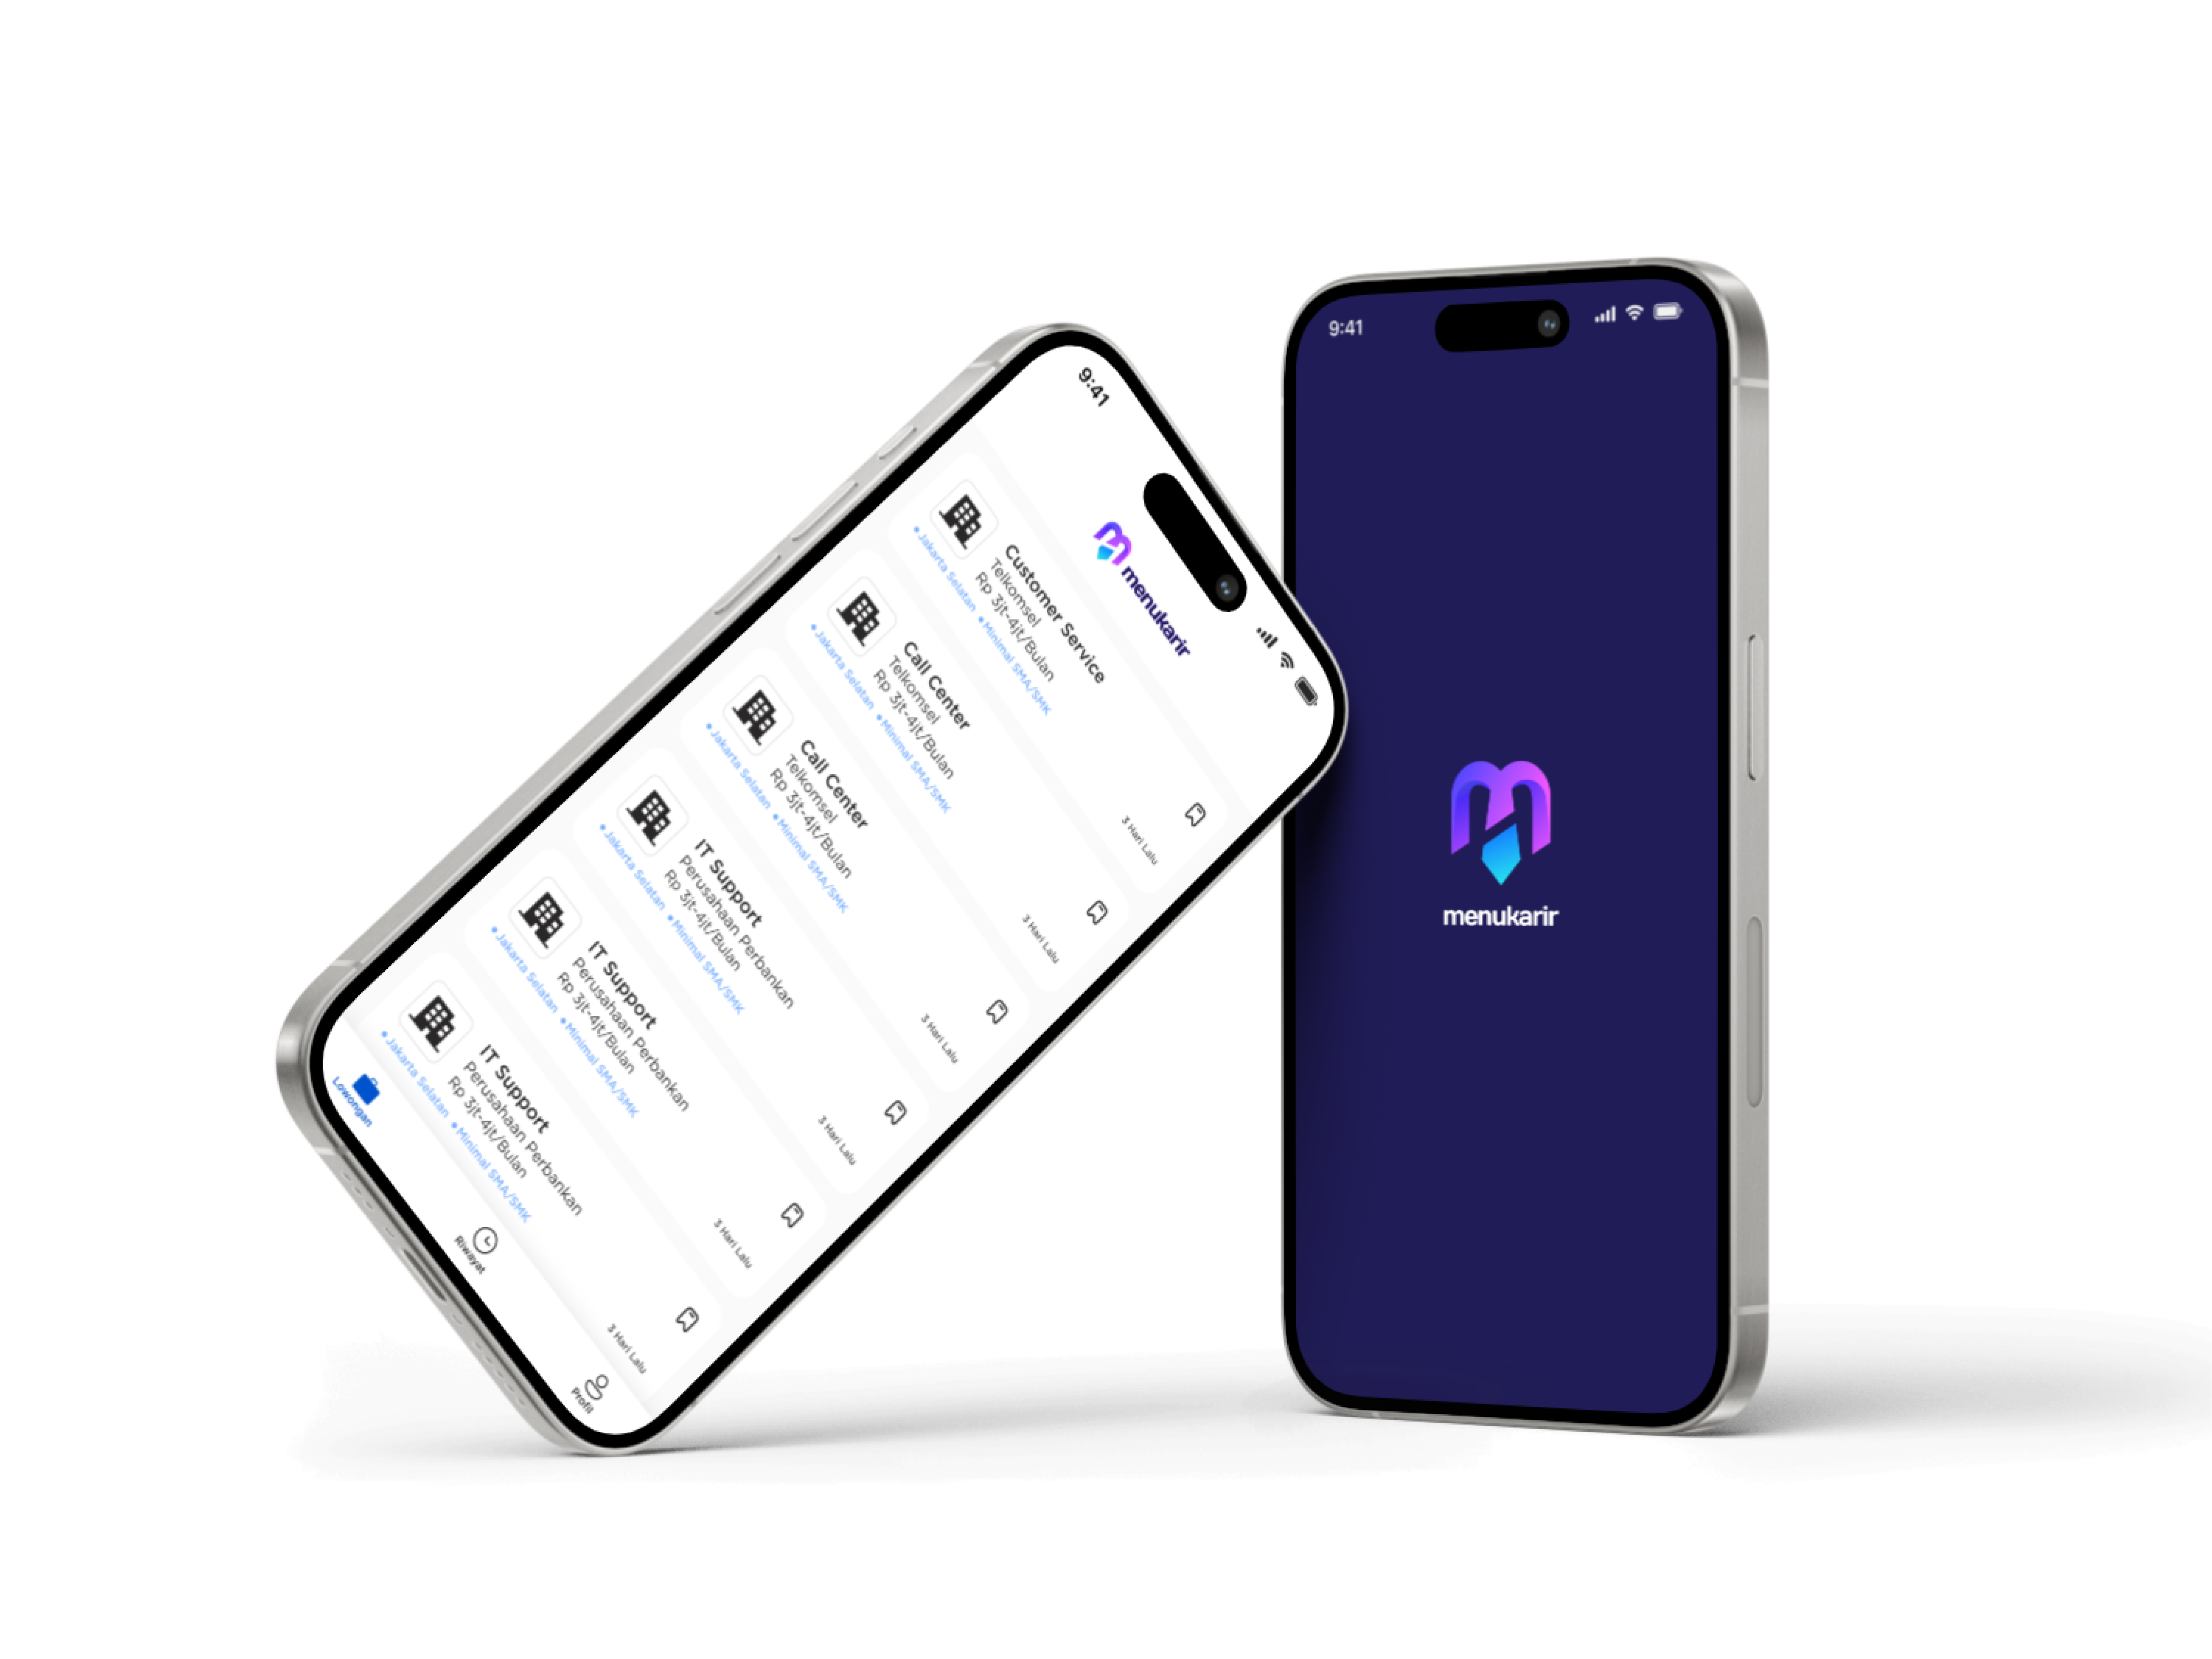 9:41
menukarir
Customer Service
Telkomsel
Rp 3jt-4jt/Bulan
Jakarta Selatan
Minimal SMA/SMK
3 Hari Lalu
Call Center
Telkomsel
Rp 3jt-4jt/Bulan
Jakarta Selatan
Minimal SMA/SMK
3 Hari Lalu
Call Center
Telkomsel
Rp 3jt-4jt/Bulan
Jakarta Selatan
Minimal SMA/SMK
3 Hari Lalu
IT Support
Perusahaan Perbankan
Rp 3jt-4jt/Bulan
Jakarta Selatan
Minimal SMA/SMK
3 Hari Lalu
IT Support
Perusahaan Perbankan
Rp 3jt-4jt/Bulan
Jakarta Selatan
Minimal SMA/SMK
3 Hari Lalu
IT Support
Perusahaan Perbankan
Rp 3jt-4jt/Bulan
Jakarta Selatan
Minimal SMA/SMK
3 Hari Lalu
Lowongan
Riwayat
Profil
9:41
menukarir